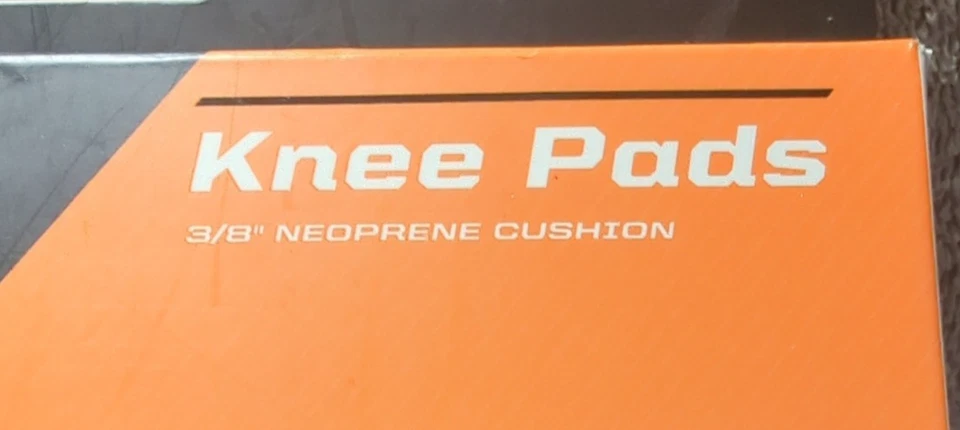 Knee Pads
3/8" NEOPRENE CUSHION